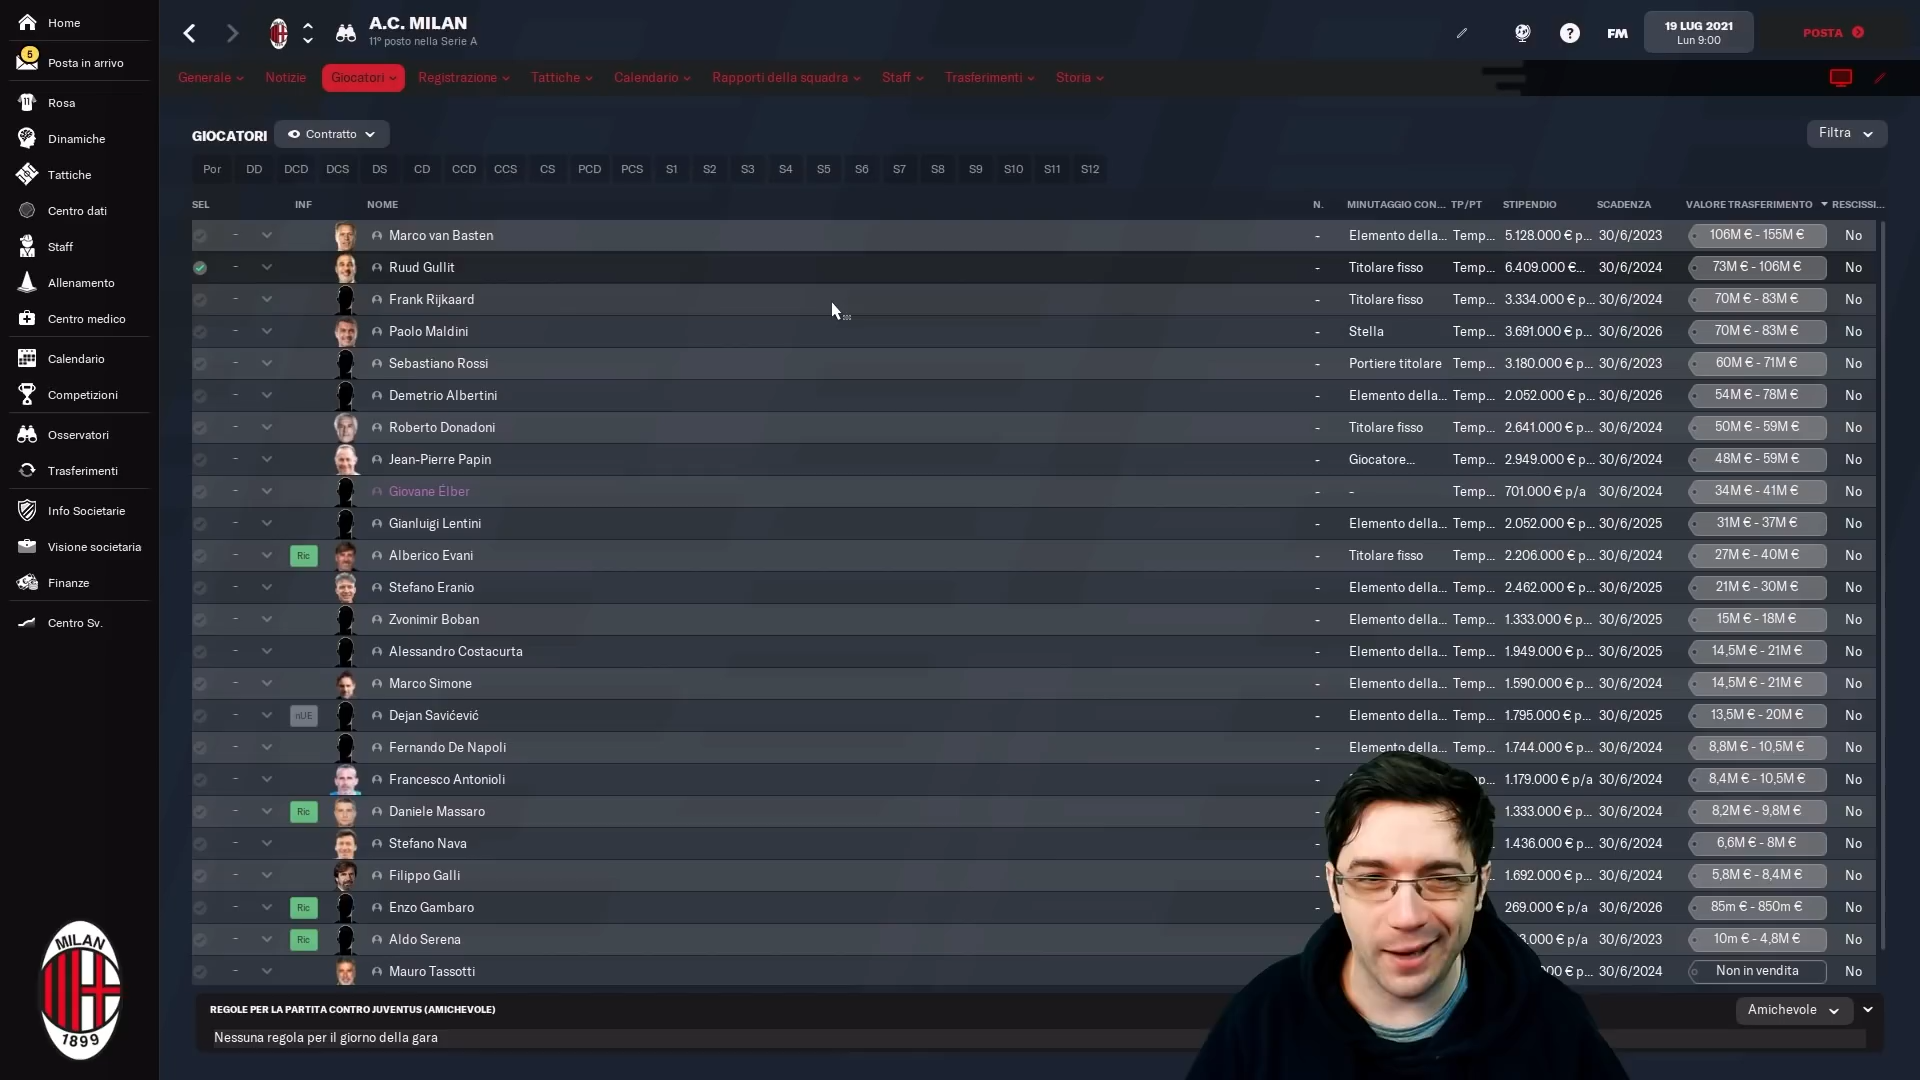 Home
5
Posta in arrivo
Rosa
Dinamiche
Tattiche
Centro dati
Staff
Allenamento
Centro medico
Calendario
Competizioni
Osservatori
Trasferimenti
Info Societarie
Visione societaria
Finanze
Centro Sv.
MILAN
1899
A.C. MILAN
11° posto nella Serie A
FM
19 LUG 2021
Lun 9:00
POSTA
Generale Notizie Giocatori Registrazione Tattiche Calendario Rapporti della squadra Staff Trasferimenti Storia
GIOCATORI Contratto Filtra
Por DD DCD DCS DS CD CCD CCS CS PCD PCS S1 S2 S3 S4 S5 S6 S7 S8 S9 S10 S11 S12
SEL INF NOME N. MINUTAGGIO CON... TP/PT STIPENDIO SCADENZA VALORE TRASFERIMENTO RESCISSI...
- Marco van Basten - Elemento della... Temp... 5.128.000 € p... 30/6/2023 106M € - 155M € No
- Ruud Gullit - Titolare fisso Temp... 6.409.000 €... 30/6/2024 73M € - 106M € No
- Frank Rijkaard - Titolare fisso Temp... 3.334.000 € p... 30/6/2024 70M € - 83M € No
- Paolo Maldini - Stella Temp... 3.691.000 € p... 30/6/2026 70M € - 83M € No
- Sebastiano Rossi - Portiere titolare Temp... 3.180.000 € p... 30/6/2023 60M € - 71M € No
- Demetrio Albertini - Elemento della... Temp... 2.052.000 € p... 30/6/2026 54M € - 78M € No
- Roberto Donadoni - Titolare fisso Temp... 2.641.000 € p... 30/6/2024 50M € - 59M € No
- Jean-Pierre Papin - Giocatore... Temp... 2.949.000 € p... 30/6/2024 48M € - 59M € No
- Giovane Élber - - Temp... 701.000 € p/a 30/6/2024 34M € - 41M € No
- Gianluigi Lentini - Elemento della... Temp... 2.052.000 € p... 30/6/2025 31M € - 37M € No
- Ric Alberico Evani - Titolare fisso Temp... 2.206.000 € p... 30/6/2024 27M € - 40M € No
- Stefano Eranio - Elemento della... Temp... 2.462.000 € p... 30/6/2025 21M € - 30M € No
- Zvonimir Boban - Elemento della... Temp... 1.333.000 € p... 30/6/2025 15M € - 18M € No
- Alessandro Costacurta - Elemento della... Temp... 1.949.000 € p... 30/6/2025 14,5M € - 21M € No
- Marco Simone - Elemento della... Temp... 1.590.000 € p... 30/6/2024 14,5M € - 21M € No
- nUE Dejan Savićević - Elemento della... Temp... 1.795.000 € p... 30/6/2025 13,5M € - 20M € No
- Fernando De Napoli - Elemento della... Temp... 1.744.000 € p... 30/6/2024 8,8M € - 10,5M € No
- Francesco Antonioli - 1.179.000 € p/a 30/6/2024 8,4M € - 10,5M € No
- Ric Daniele Massaro - 1.333.000 € p... 30/6/2024 8,2M € - 9,8M € No
- Stefano Nava - 1.436.000 € p... 30/6/2024 6,6M € - 8M € No
- Filippo Galli - 1.692.000 € p... 30/6/2024 5,8M € - 8,4M € No
- Ric Enzo Gambaro - 269.000 € p/a 30/6/2026 85m € - 850m € No
- Ric Aldo Serena - 3.000 € p/a 30/6/2023 10m € - 4,8M € No
- Mauro Tassotti 00 € p... 30/6/2024 Non in vendita No
REGOLE PER LA PARTITA CONTRO JUVENTUS (AMICHEVOLE) Amichevole
Nessuna regola per il giorno della gara